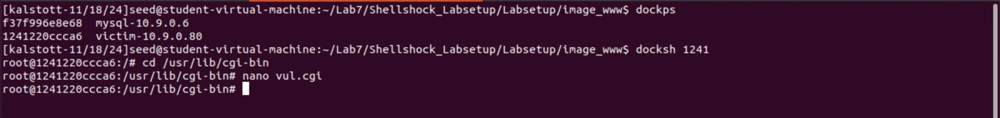 [kalstott-11/18/24]seed@student-virtual-machine:~/Lab7/Shellshock_Labsetup/Labsetup/image_www$ dockps
f37f996e8e68  mysql-10.9.0.6
1241220ccca6  victim-10.9.0.80
[kalstott-11/18/24]seed@student-virtual-machine:~/Lab7/Shellshock_Labsetup/Labsetup/image_www$ docksh 1241
root@1241220ccca6:/# cd /usr/lib/cgi-bin
root@1241220ccca6:/usr/lib/cgi-bin# nano vul.cgi
root@1241220ccca6:/usr/lib/cgi-bin#